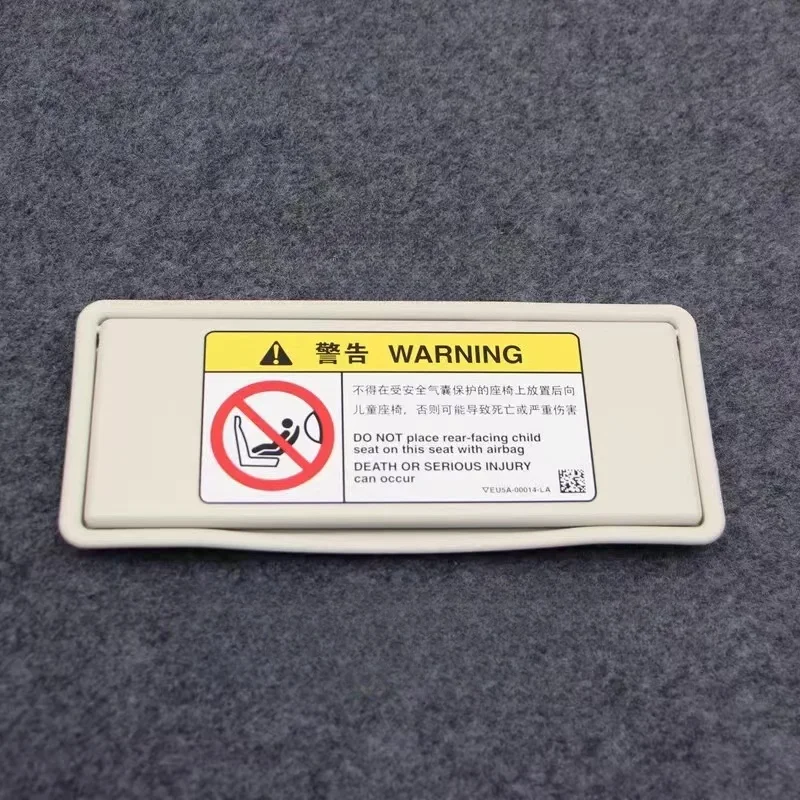 警告 WARNING
不得在受安全气囊保护的座椅上放置后向
儿童座椅，否则可能导致死亡或严重伤害
DO NOT place rear-facing child
seat on this seat with airbag
DEATH OR SERIOUS INJURY
can occur
▽EU5A-00014-LA